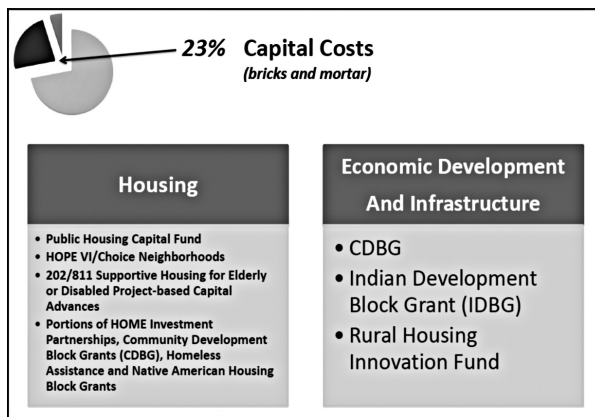 23% Capital Costs
(bricks and mortar)
Housing
• Public Housing Capital Fund
• HOPE VI/Choice Neighborhoods
• 202/811 Supportive Housing for Elderly
or Disabled Project-based Capital
Advances
• Portions of HOME Investment
Partnerships, Community Development
Block Grants (CDBG), Homeless
Assistance and Native American Housing
Block Grants
Economic Development
And Infrastructure
• CDBG
• Indian Development
Block Grant (IDBG)
• Rural Housing
Innovation Fund